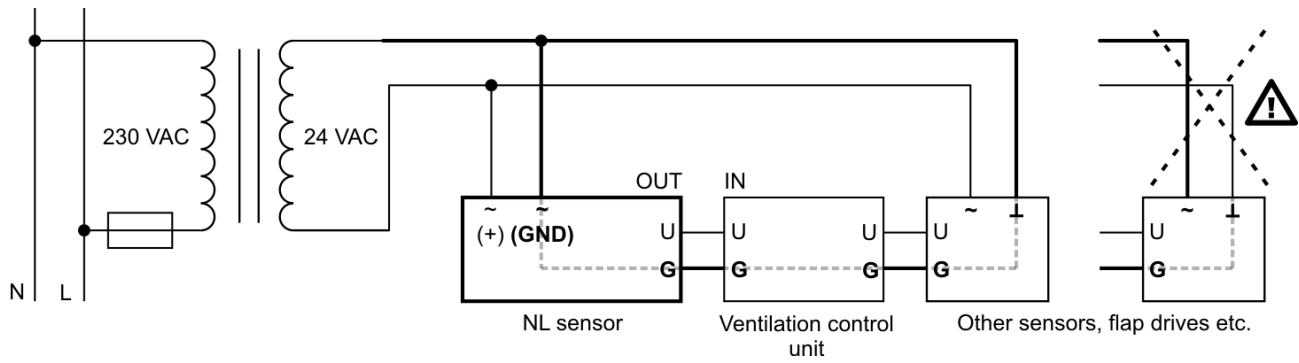 230 VAC
24 VAC
OUT
IN
~ ~
(+) (GND)
U
G
U
G
U
G
~ ⊥
U
G
~ ⊥
U
G
N L
NL sensor
Ventilation control
unit
Other sensors, flap drives etc.